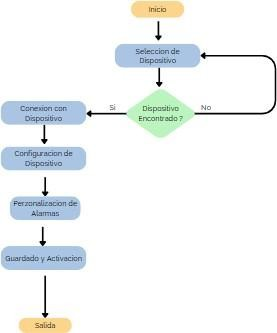 Inicio
Seleccion de
Dispositivo
Si
Dispositivo
Encontrado ?
No
Conexion con
Dispositivo
Configuracion de
Dispositivo
Perzonalizacion de
Alarmas
Guardado y Activacion
Salida